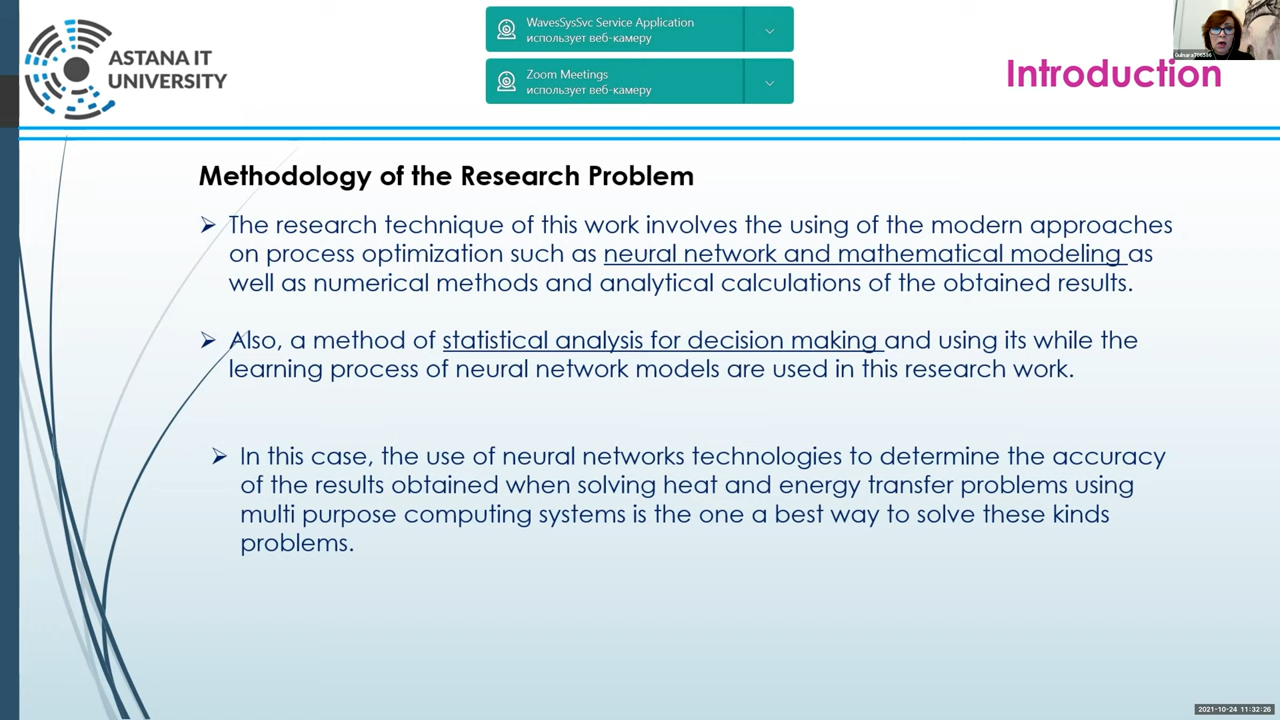 ASTANA IT
UNIVERSITY
WavesSysSvc Service Application
использует веб-камеру
Zoom Meetings
использует веб-камеру
Introduction
Methodology of the Research Problem
The research technique of this work involves the using of the modern approaches
on process optimization such as neural network and mathematical modeling as
well as numerical methods and analytical calculations of the obtained results.
Also, a method of statistical analysis for decision making and using its while the
learning process of neural network models are used in this research work.
In this case, the use of neural networks technologies to determine the accuracy
of the results obtained when solving heat and energy transfer problems using
multi purpose computing systems is the one a best way to solve these kinds
problems.
2021-10-24 11:32:26